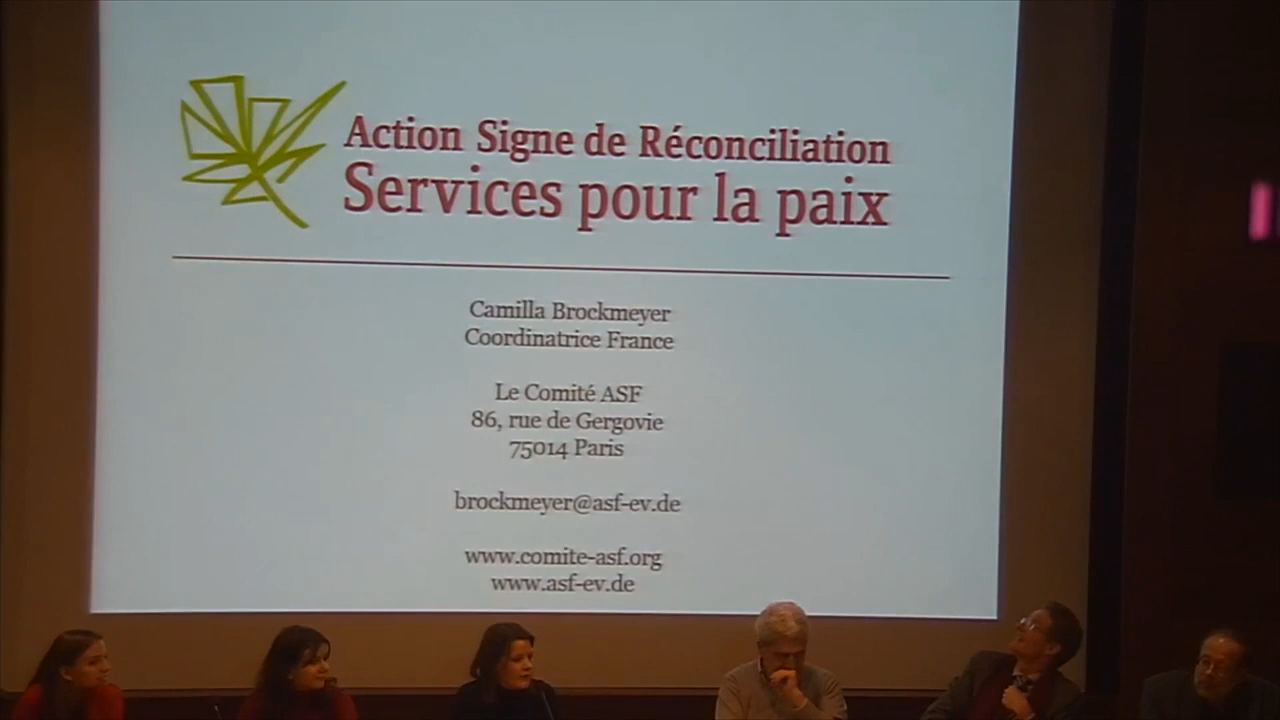 Action Signe de Réconciliation
Services pour la paix
Camilla Brockmeyer
Coordinatrice France
Le Comité ASF
86, rue de Gergovie
75014 Paris
brockmeyer@asf-ev.de
www.comite-asf.org
www.asf-ev.de